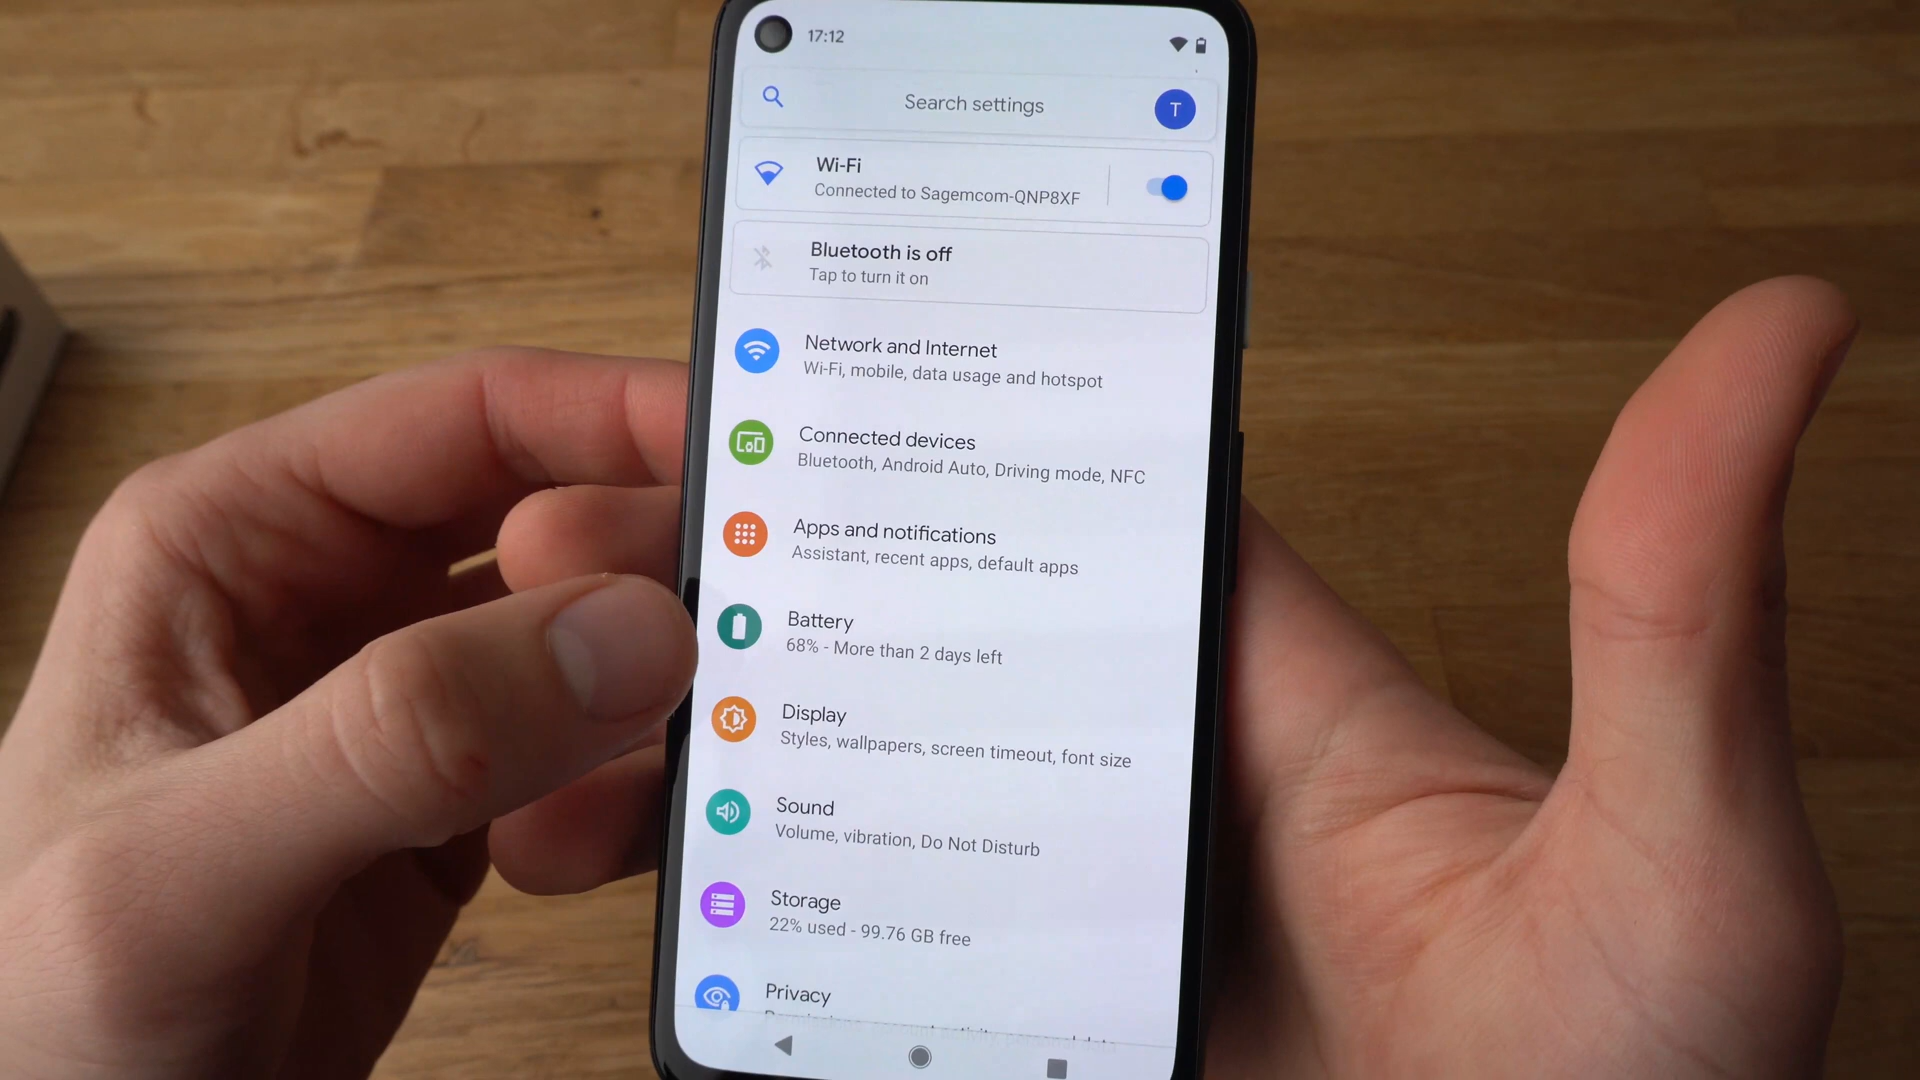 17:12
Search settings
T
Wi-Fi
Connected to Sagemcom-QNP8XF
Bluetooth is off
Tap to turn it on
Network and Internet
Wi-Fi, mobile, data usage and hotspot
Connected devices
Bluetooth, Android Auto, Driving mode, NFC
Apps and notifications
Assistant, recent apps, default apps
Battery
68% - More than 2 days left
Display
Styles, wallpapers, screen timeout, font size
Sound
Volume, vibration, Do Not Disturb
Storage
22% used - 99.76 GB free
Privacy